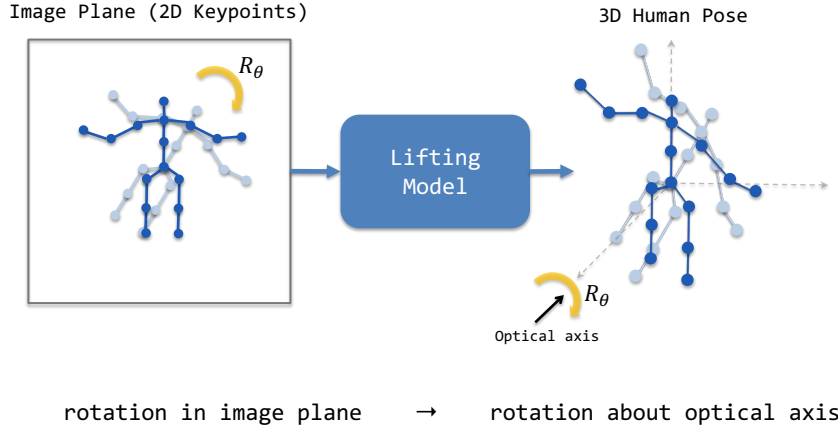 Image Plane (2D Keypoints)
3D Human Pose
R_θ
Lifting
Model
R_θ
Optical axis
rotation in image plane → rotation about optical axis